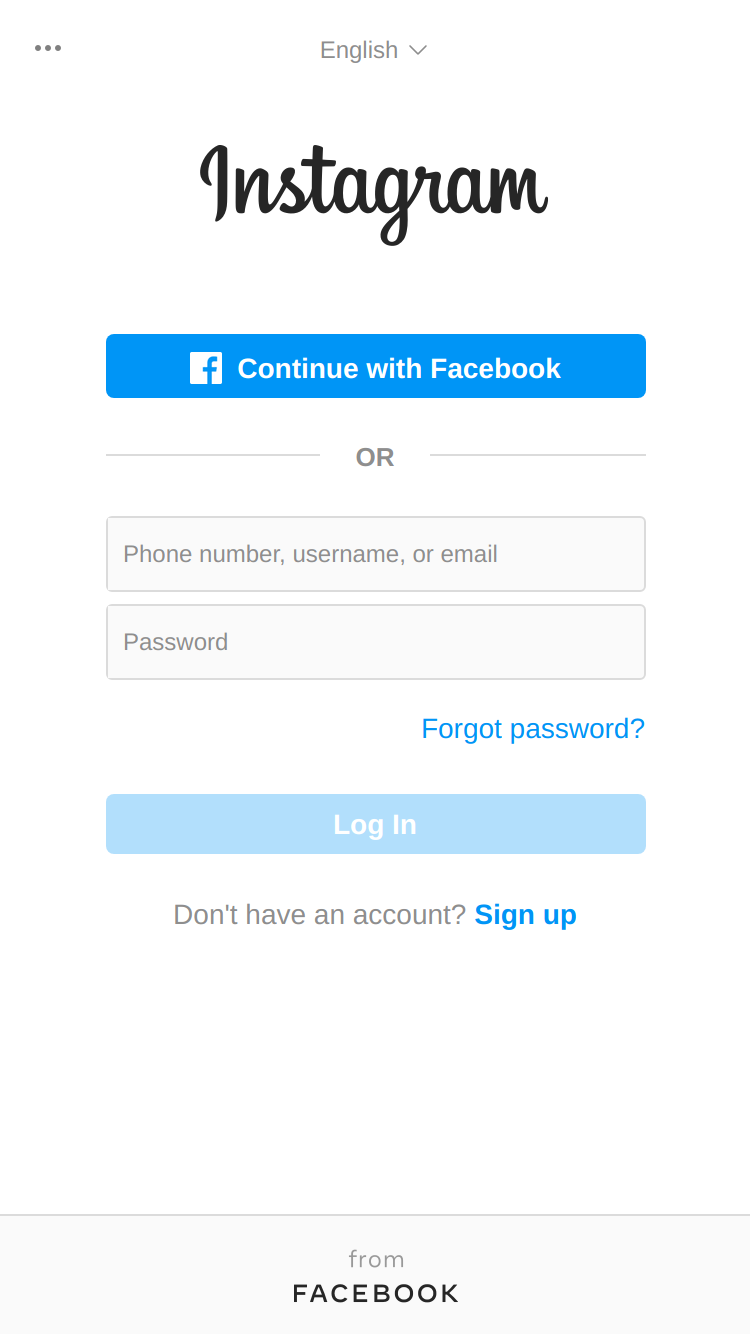 English
Instagram
Continue with Facebook
OR
Phone number, username, or email
Password
Forgot password?
Log In
Don't have an account? Sign up
from
FACEBOOK